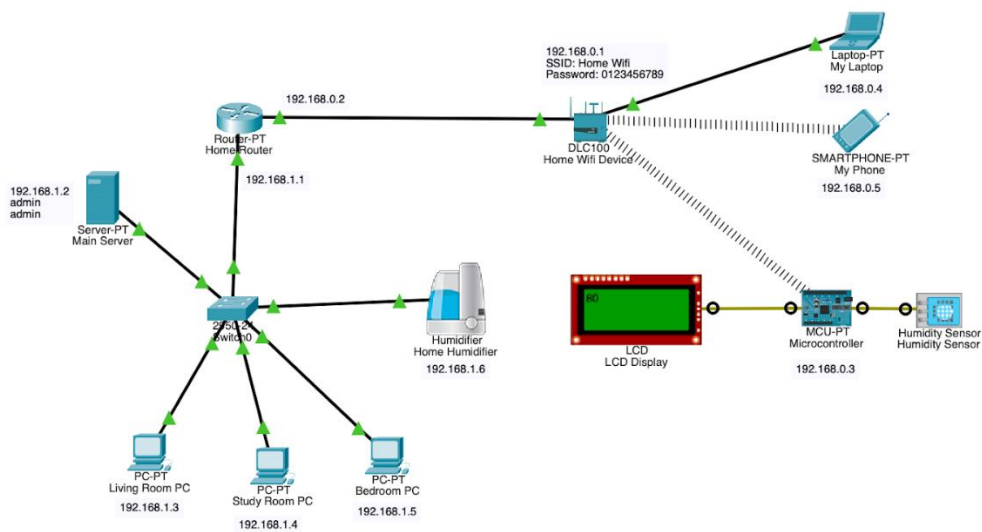 192.168.0.1
SSID: Home Wifi
Password: 0123456789
Laptop-PT
My Laptop
192.168.0.4
192.168.0.2
Router-PT
Home Router
DLC100
Home Wifi Device
SMARTPHONE-PT
My Phone
192.168.0.5
192.168.1.1
192.168.1.2
admin
admin
Server-PT
Main Server
2950-24
Switch0
Humidifier
Home Humidifier
192.168.1.6
80
LCD
LCD Display
MCU-PT
Microcontroller
192.168.0.3
Humidity Sensor
Humidity Sensor
PC-PT
Living Room PC
192.168.1.3
PC-PT
Study Room PC
192.168.1.4
PC-PT
Bedroom PC
192.168.1.5